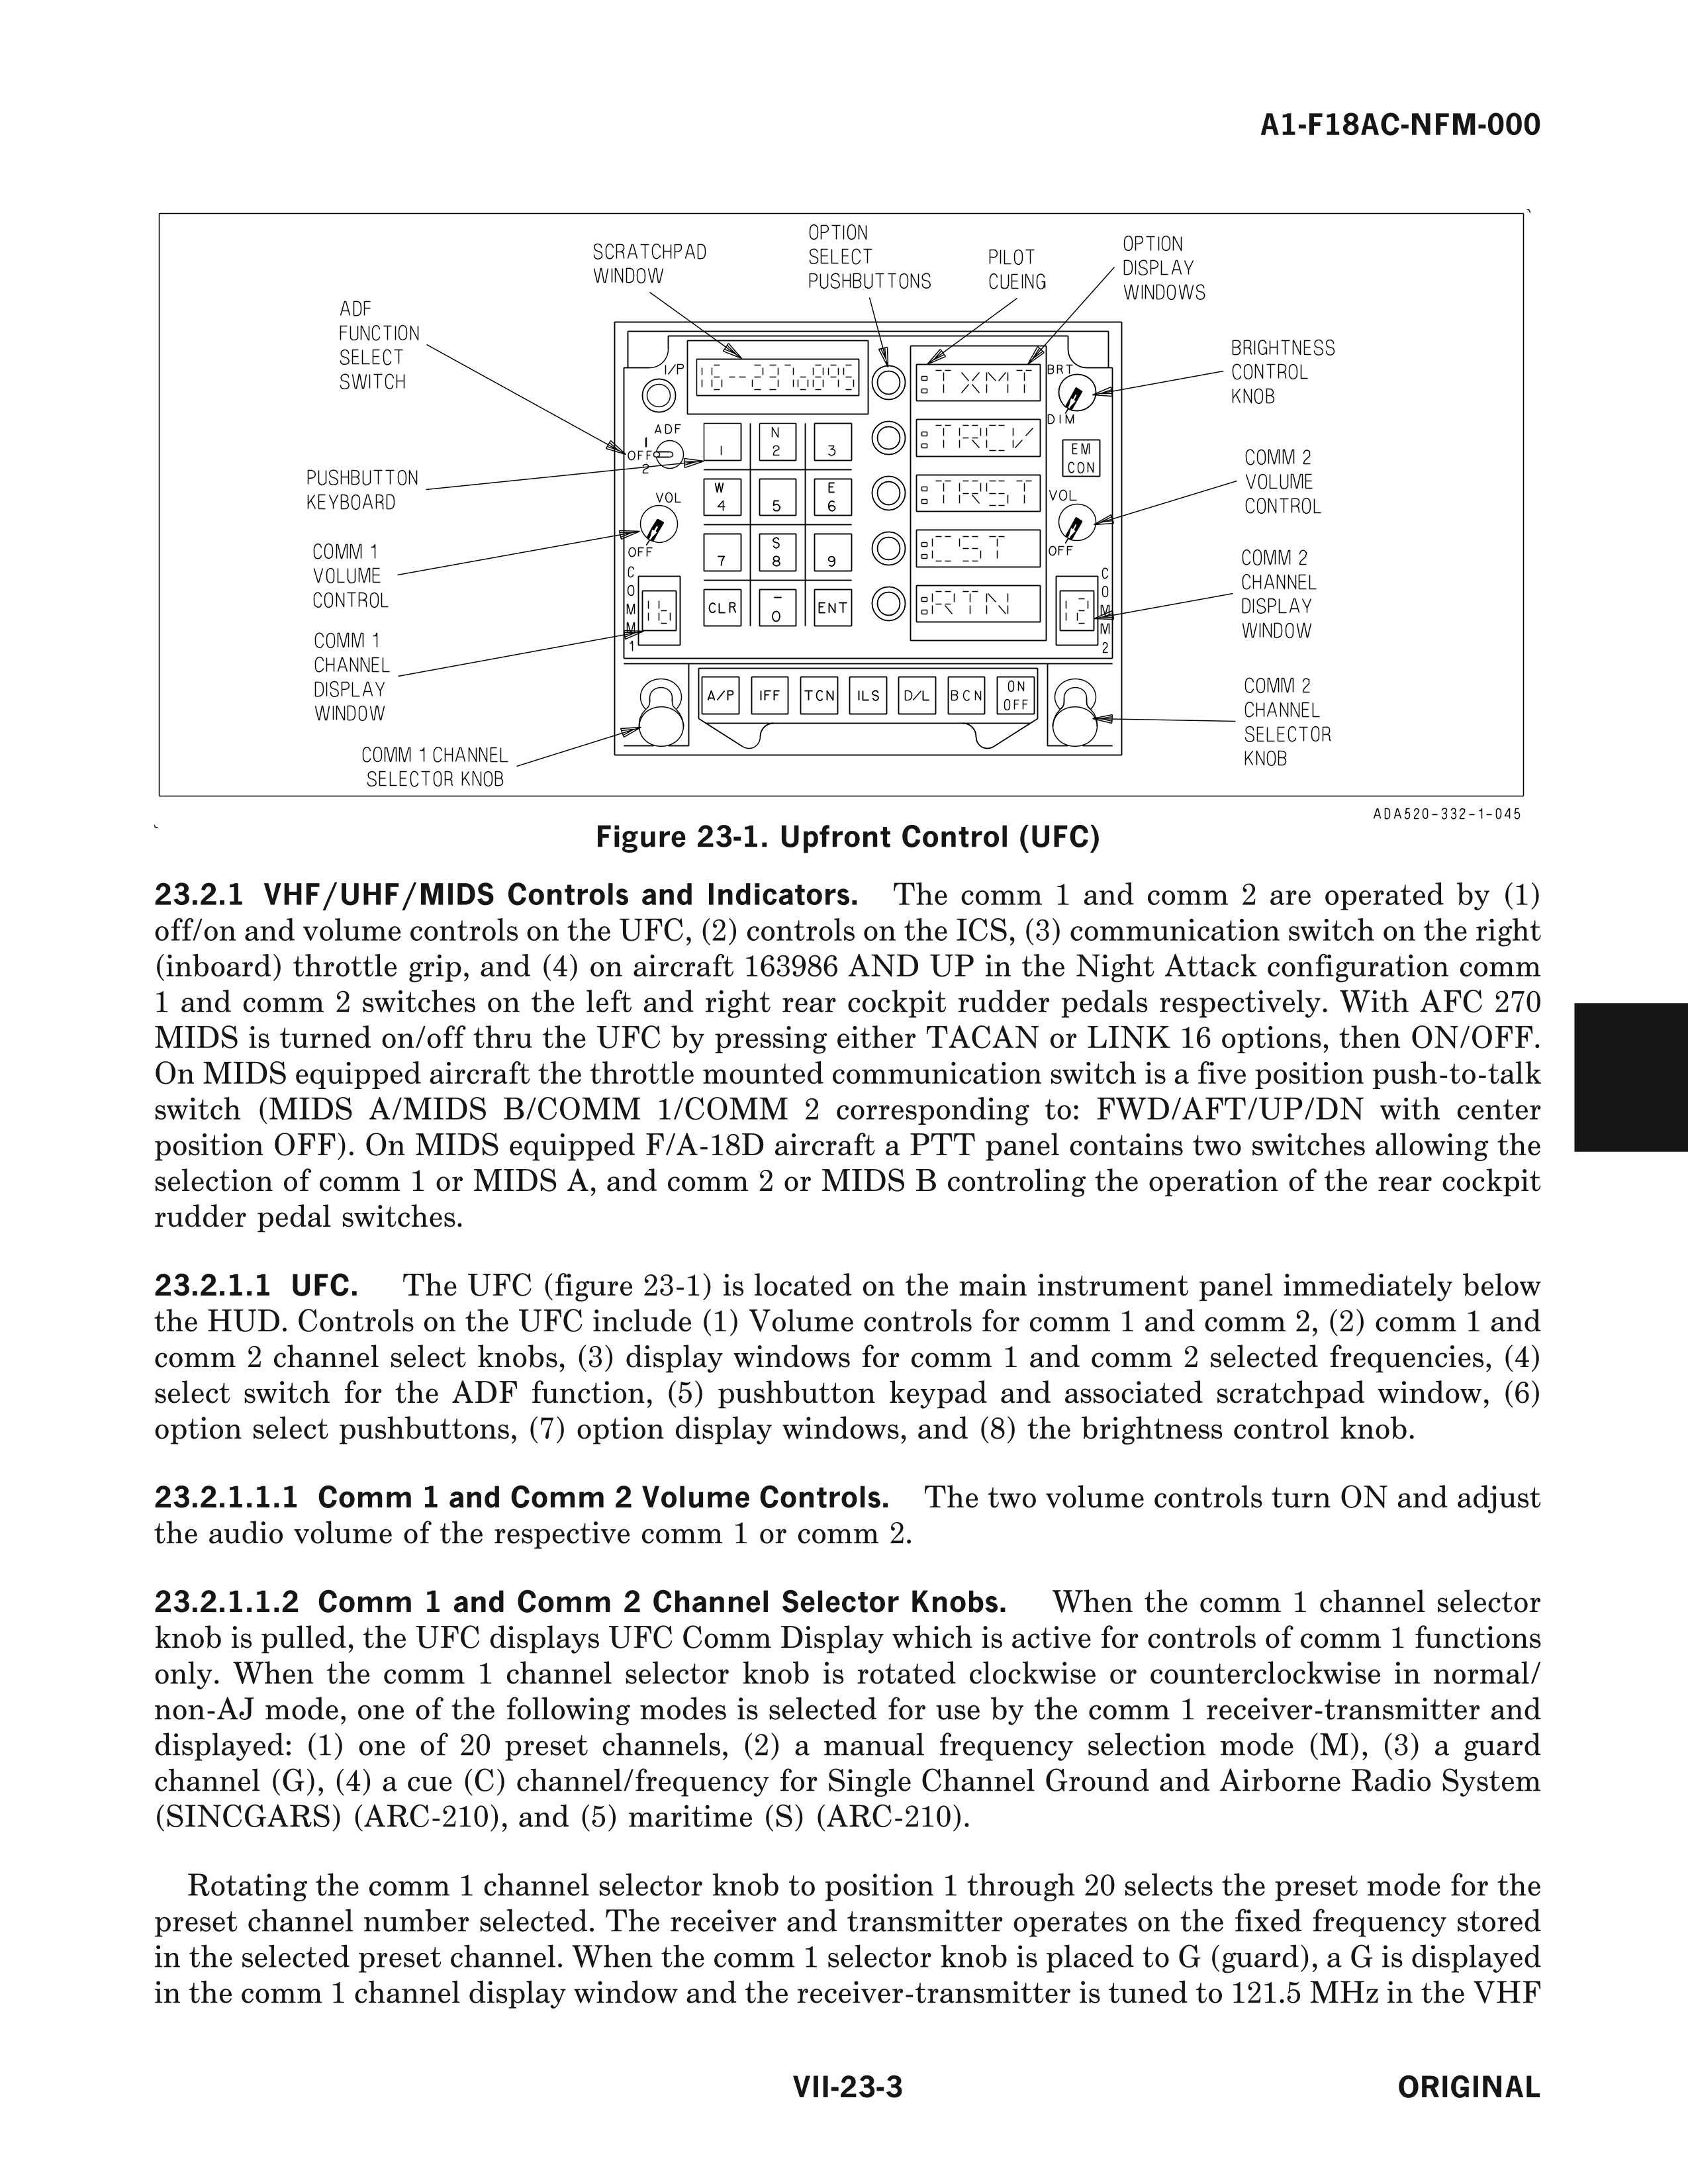 A1-F18AC-NFM-000
SCRATCHPAD
WINDOW
OPTION
SELECT
PUSHBUTTONS
PILOT
CUEING
OPTION
DISPLAY
WINDOWS
ADF
FUNCTION
SELECT
SWITCH
BRIGHTNESS
CONTROL
KNOB
PUSHBUTTON
KEYBOARD
COMM 2
VOLUME
CONTROL
COMM 1
VOLUME
CONTROL
COMM 2
CHANNEL
DISPLAY
WINDOW
COMM 1
CHANNEL
DISPLAY
WINDOW
COMM 2
CHANNEL
SELECTOR
KNOB
COMM 1 CHANNEL
SELECTOR KNOB
I/P
:TXMT
BRT
DIM
ADF
1
OFF
2
1
N
2
3
:TRCV
EM
CON
VOL
OFF
W
4
5
E
6
:TRST
VOL
OFF
7
S
8
9
:CST
COMM 1
16
CLR
–
0
ENT
:RTN
12
COMM 2
A/P
IFF
TCN
ILS
D/L
BCN
ON
OFF
ADA520-332-1-045
Figure 23-1. Upfront Control (UFC)
23.2.1 VHF/UHF/MIDS Controls and Indicators. The comm 1 and comm 2 are operated by (1)
off/on and volume controls on the UFC, (2) controls on the ICS, (3) communication switch on the right
(inboard) throttle grip, and (4) on aircraft 163986 AND UP in the Night Attack configuration comm
1 and comm 2 switches on the left and right rear cockpit rudder pedals respectively. With AFC 270
MIDS is turned on/off thru the UFC by pressing either TACAN or LINK 16 options, then ON/OFF.
On MIDS equipped aircraft the throttle mounted communication switch is a five position push-to-talk
switch (MIDS A/MIDS B/COMM 1/COMM 2 corresponding to: FWD/AFT/UP/DN with center
position OFF). On MIDS equipped F/A-18D aircraft a PTT panel contains two switches allowing the
selection of comm 1 or MIDS A, and comm 2 or MIDS B controling the operation of the rear cockpit
rudder pedal switches.
23.2.1.1 UFC. The UFC (figure 23-1) is located on the main instrument panel immediately below
the HUD. Controls on the UFC include (1) Volume controls for comm 1 and comm 2, (2) comm 1 and
comm 2 channel select knobs, (3) display windows for comm 1 and comm 2 selected frequencies, (4)
select switch for the ADF function, (5) pushbutton keypad and associated scratchpad window, (6)
option select pushbuttons, (7) option display windows, and (8) the brightness control knob.
23.2.1.1.1 Comm 1 and Comm 2 Volume Controls. The two volume controls turn ON and adjust
the audio volume of the respective comm 1 or comm 2.
23.2.1.1.2 Comm 1 and Comm 2 Channel Selector Knobs. When the comm 1 channel selector
knob is pulled, the UFC displays UFC Comm Display which is active for controls of comm 1 functions
only. When the comm 1 channel selector knob is rotated clockwise or counterclockwise in normal/
non-AJ mode, one of the following modes is selected for use by the comm 1 receiver-transmitter and
displayed: (1) one of 20 preset channels, (2) a manual frequency selection mode (M), (3) a guard
channel (G), (4) a cue (C) channel/frequency for Single Channel Ground and Airborne Radio System
(SINCGARS) (ARC-210), and (5) maritime (S) (ARC-210).
Rotating the comm 1 channel selector knob to position 1 through 20 selects the preset mode for the
preset channel number selected. The receiver and transmitter operates on the fixed frequency stored
in the selected preset channel. When the comm 1 selector knob is placed to G (guard), a G is displayed
in the comm 1 channel display window and the receiver-transmitter is tuned to 121.5 MHz in the VHF
VII-23-3
ORIGINAL